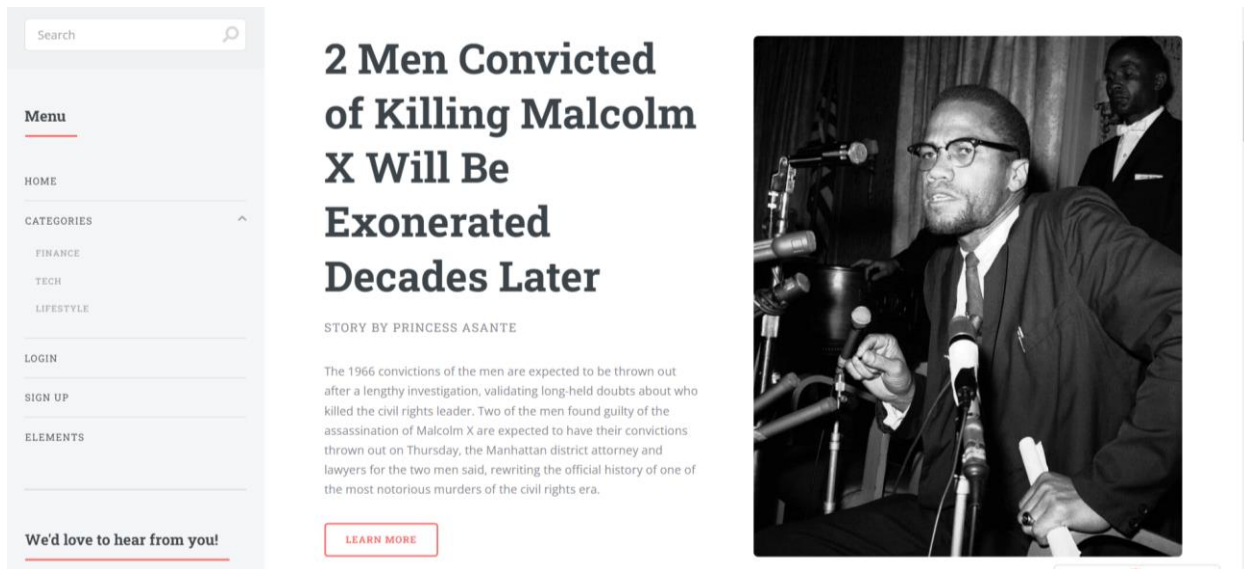 Search
Menu
HOME
CATEGORIES
FINANCE
TECH
LIFESTYLE
LOGIN
SIGN UP
ELEMENTS
We'd love to hear from you!
2 Men Convicted
of Killing Malcolm
X Will Be
Exonerated
Decades Later
STORY BY PRINCESS ASANTE
The 1966 convictions of the men are expected to be thrown out
after a lengthy investigation, validating long-held doubts about who
killed the civil rights leader. Two of the men found guilty of the
assassination of Malcolm X are expected to have their convictions
thrown out on Thursday, the Manhattan district attorney and
lawyers for the two men said, rewriting the official history of one of
the most notorious murders of the civil rights era.
LEARN MORE